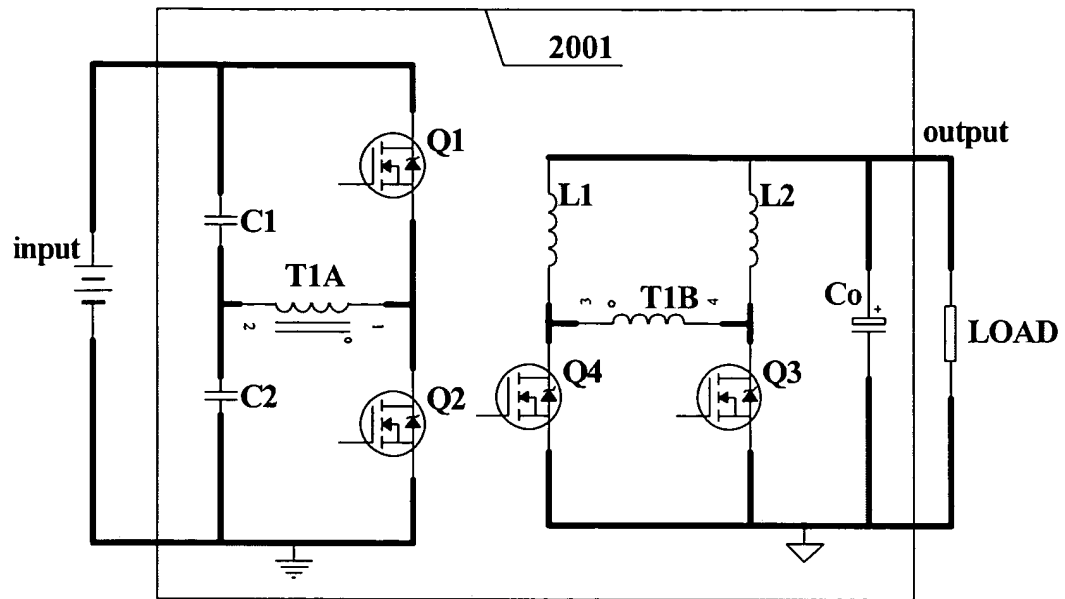 2001
output
Q1
L1
L2
C1
input
T1A
2
1
3
T1B
4
Co
+
LOAD
C2
Q2
Q4
Q3